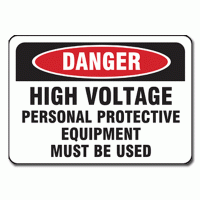 DANGER
HIGH VOLTAGE
PERSONAL PROTECTIVE
EQUIPMENT
MUST BE USED